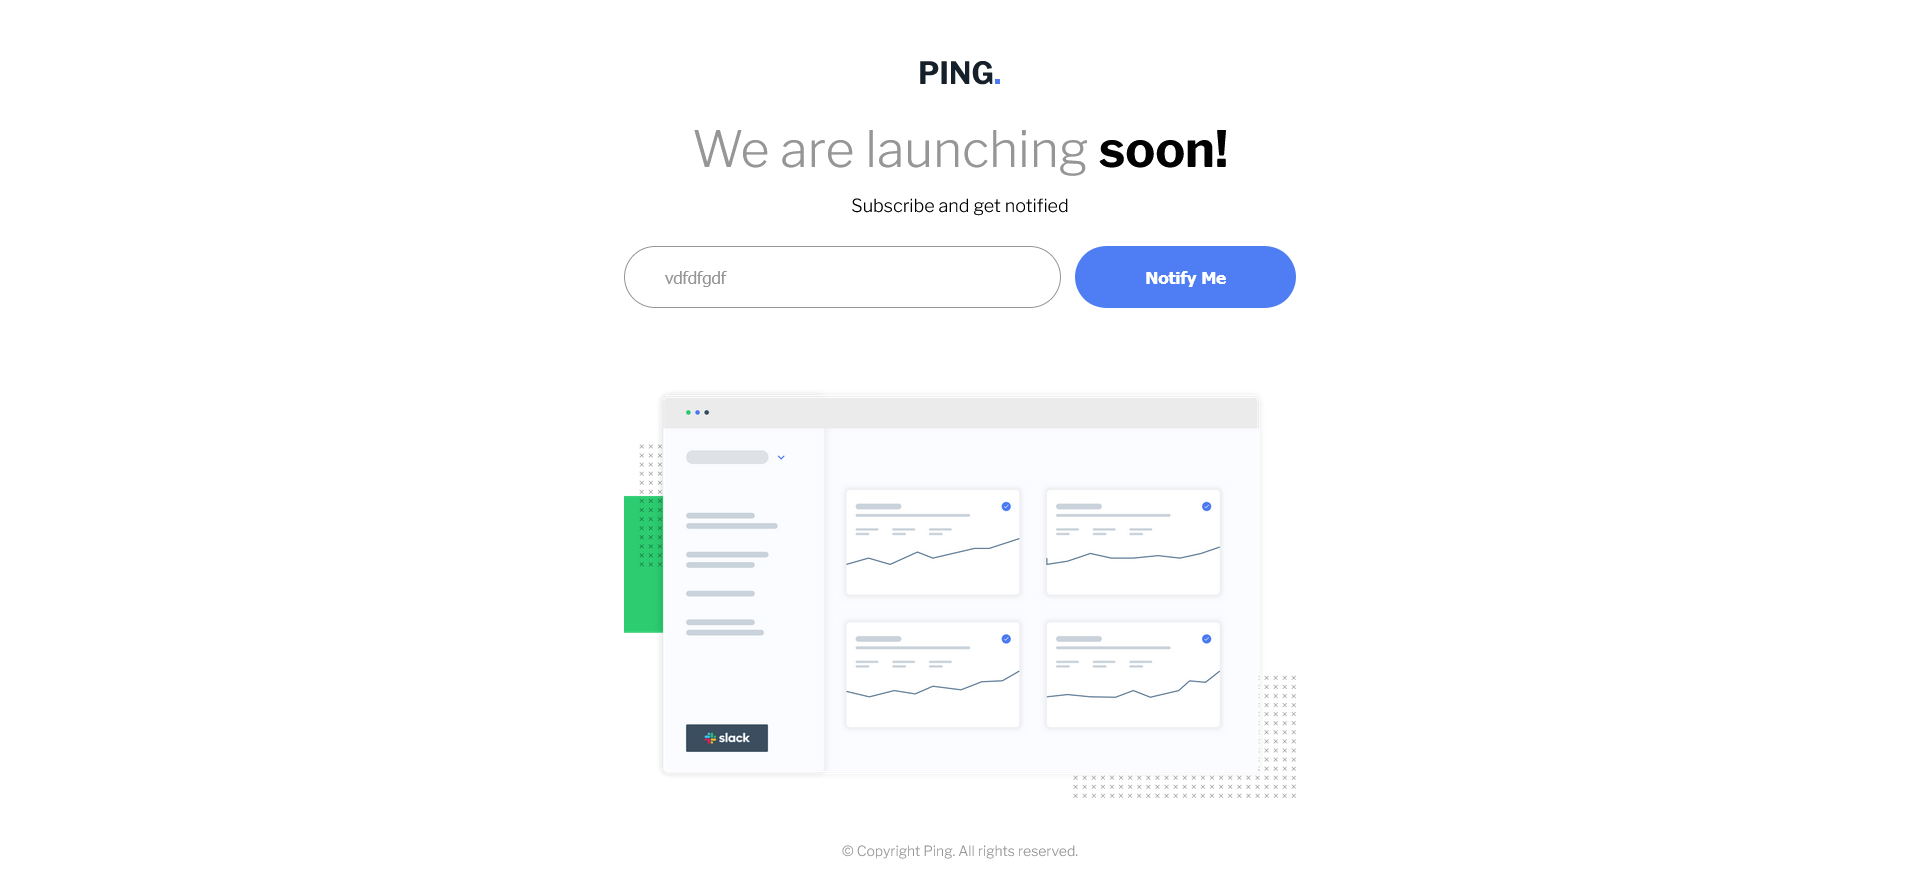 PING.
We are launching soon!
Subscribe and get notified
vdfdfgdf
Notify Me
slack
© Copyright Ping. All rights reserved.